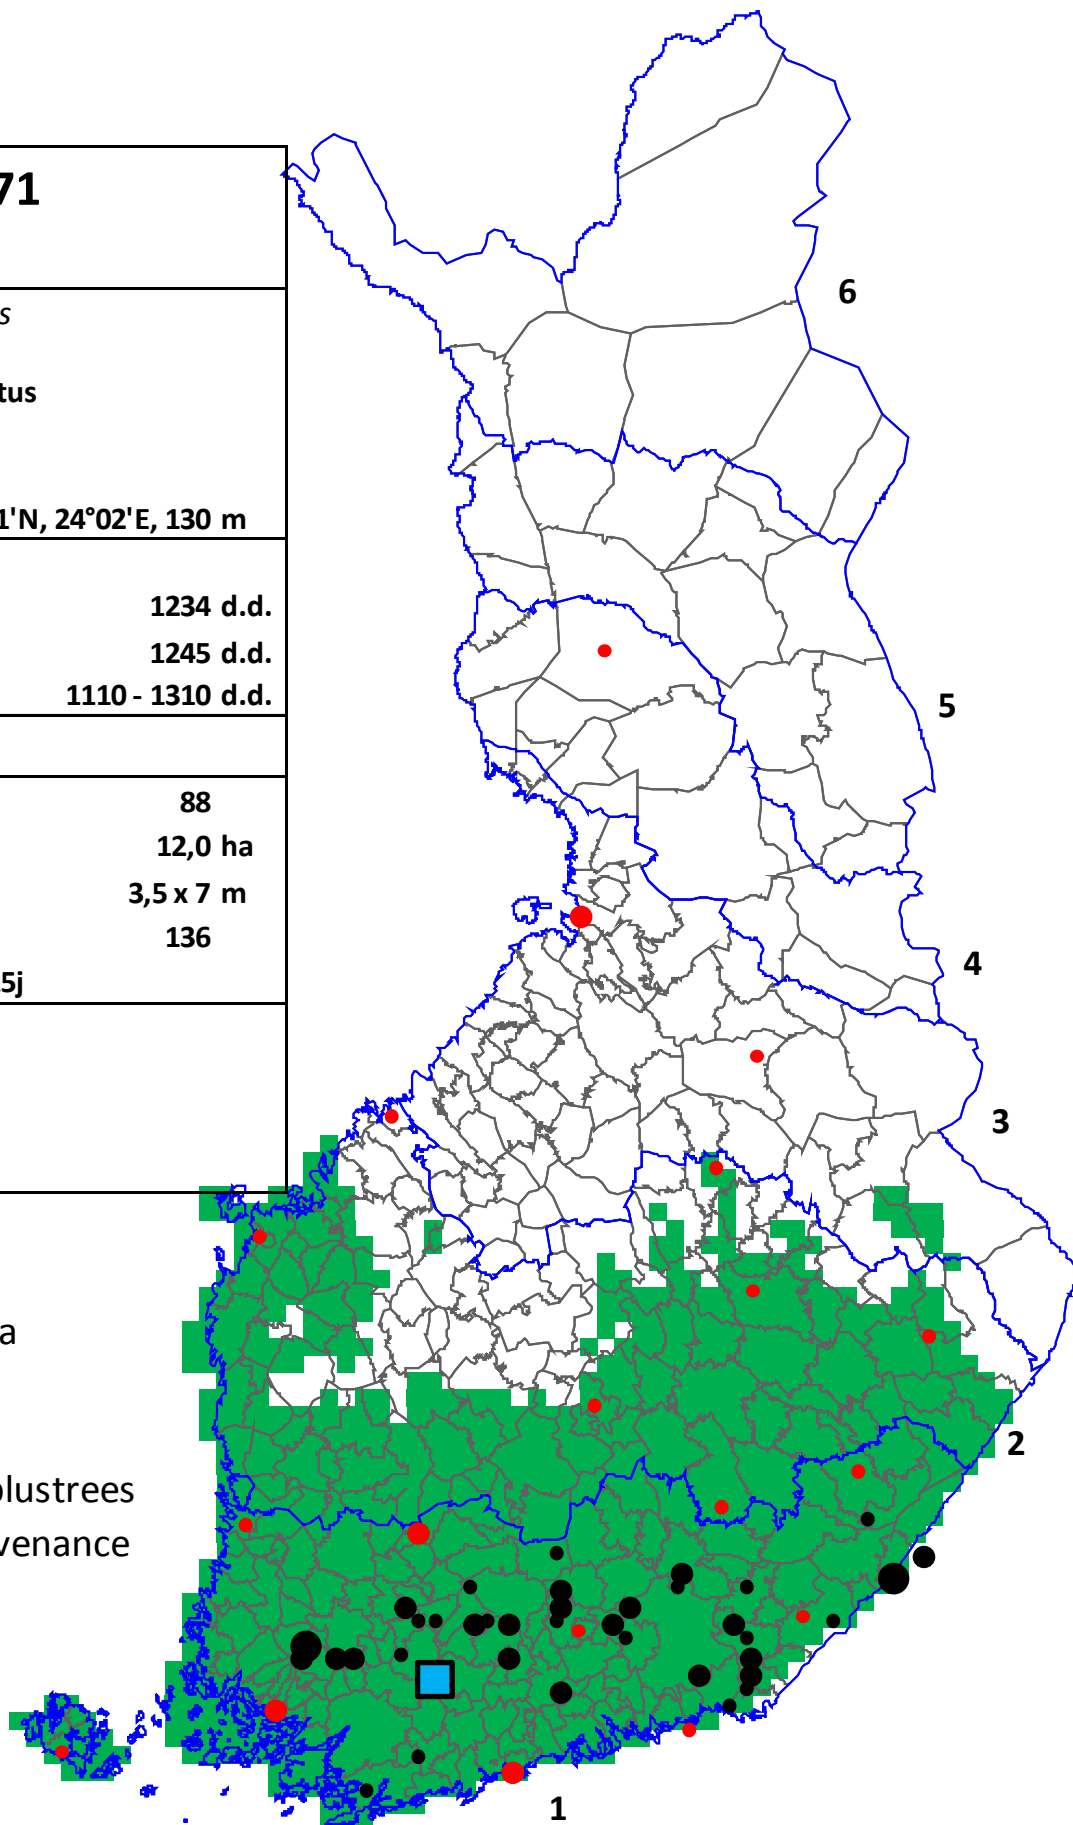 71
s
tus
1'N, 24°02'E, 130 m
1234 d.d.
1245 d.d.
1110 - 1310 d.d.
88
12,0 ha
3,5 x 7 m
136
5j
a
plustrees
venance
6
5
4
3
2
1